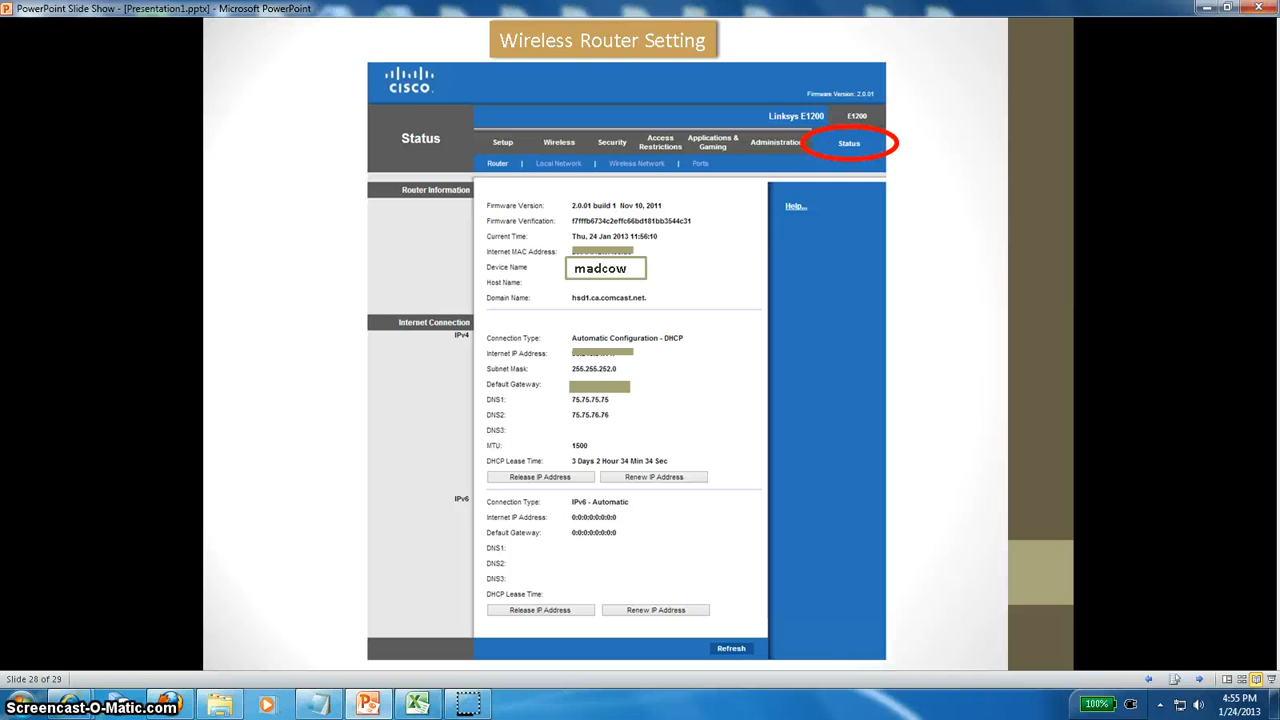 PowerPoint Slide Show - [Presentation1.pptx] - Microsoft PowerPoint
Wireless Router Setting
CISCO.
Firmware Version: 2.0.01
Linksys E1200 E1200
Status
Setup Wireless Security Access Restrictions Applications & Gaming Administration Status
Router | Local Network | Wireless Network | Ports
Router Information
Help...
Firmware Version: 2.0.01 build 1 Nov 10, 2011
Firmware Verification: f7fffb6734c2effc66bd181bb3544c31
Current Time: Thu, 24 Jan 2013 11:56:10
Internet MAC Address:
Device Name madcow
Host Name:
Domain Name: hsd1.ca.comcast.net.
Internet Connection
IPv4
Connection Type: Automatic Configuration - DHCP
Internet IP Address:
Subnet Mask: 255.255.252.0
Default Gateway:
DNS1: 75.75.75.75
DNS2: 75.75.76.76
DNS3:
MTU: 1500
DHCP Lease Time: 3 Days 2 Hour 34 Min 34 Sec
Release IP Address Renew IP Address
IPv6
Connection Type: IPv6 - Automatic
Internet IP Address: 0:0:0:0:0:0:0:0
Default Gateway: 0:0:0:0:0:0:0:0
DNS1:
DNS2:
DNS3:
DHCP Lease Time:
Release IP Address Renew IP Address
Refresh
Slide 28 of 29
Screencast-O-Matic.com
100%
4:55 PM
1/24/2013